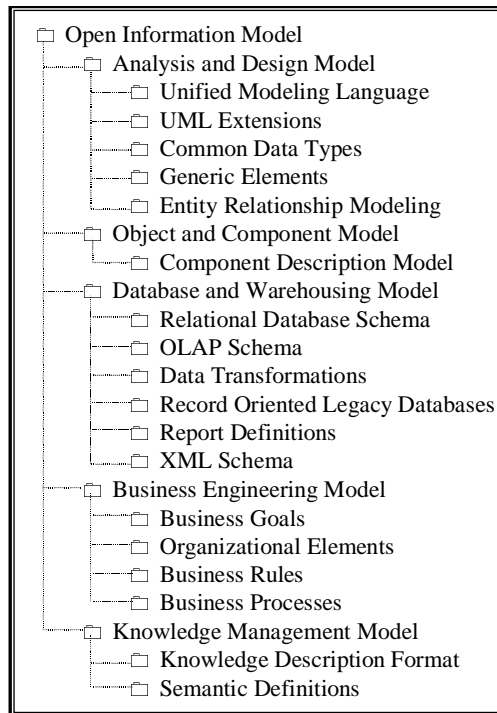 Open Information Model
Analysis and Design Model
Unified Modeling Language
UML Extensions
Common Data Types
Generic Elements
Entity Relationship Modeling
Object and Component Model
Component Description Model
Database and Warehousing Model
Relational Database Schema
OLAP Schema
Data Transformations
Record Oriented Legacy Databases
Report Definitions
XML Schema
Business Engineering Model
Business Goals
Organizational Elements
Business Rules
Business Processes
Knowledge Management Model
Knowledge Description Format
Semantic Definitions